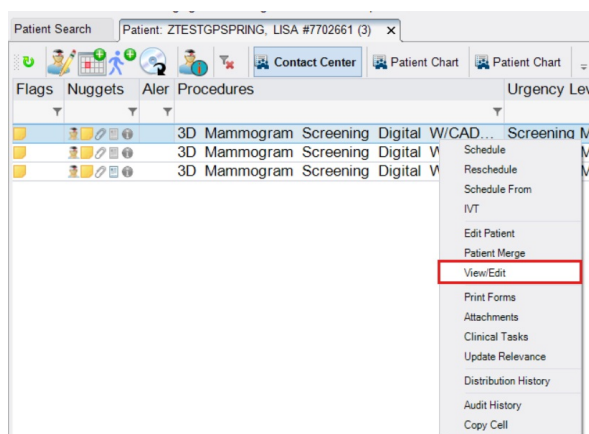 Patient Search Patient: ZTESTGPSPRING, LISA #7702661 (3) x
Contact Center Patient Chart Patient Chart
Flags Nuggets Aler Procedures Urgency Lev
3D Mammogram Screening Digital W/CAD... Screening M
3D Mammogram Screening Digital W
3D Mammogram Screening Digital W
Schedule
Reschedule
Schedule From
IVT
Edit Patient
Patient Merge
View/Edit
Print Forms
Attachments
Clinical Tasks
Update Relevance
Distribution History
Audit History
Copy Cell